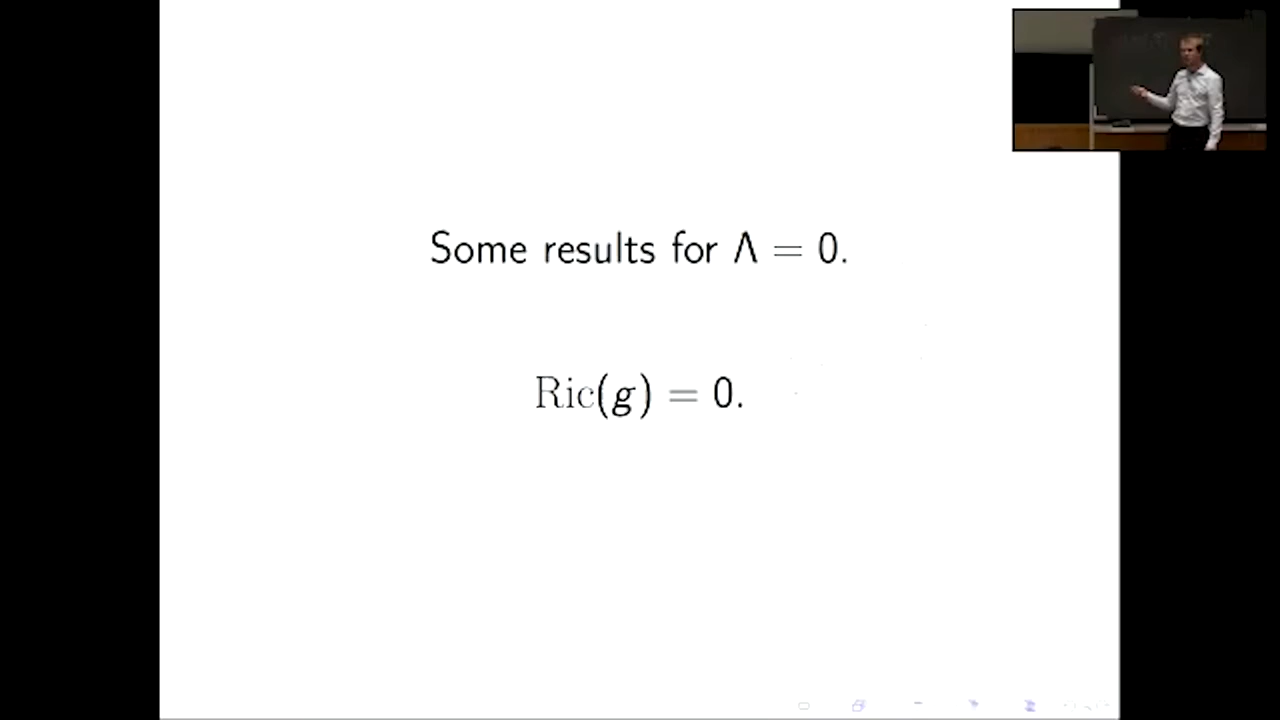 Some results for Λ = 0.
Ric(g) = 0.